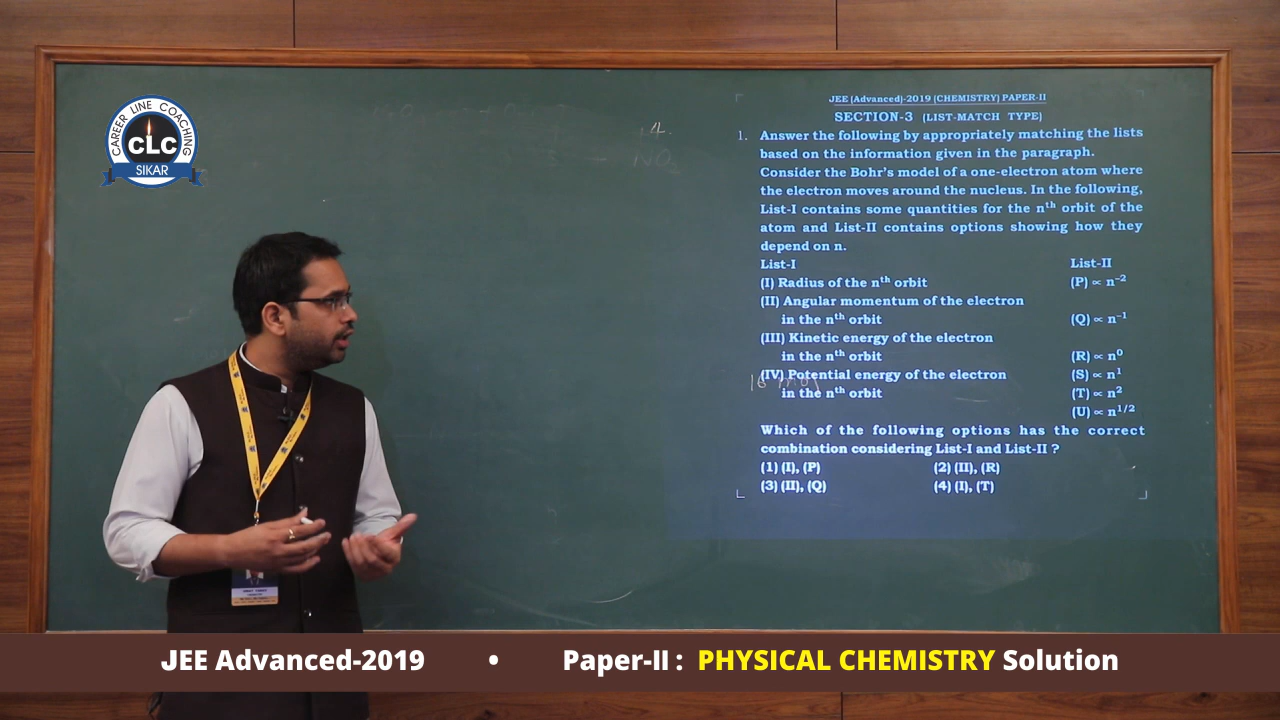 CAREER LINE COACHING
CLC
SIKAR
JEE (Advanced)-2019 (CHEMISTRY) PAPER-II
SECTION-3 (LIST-MATCH TYPE)
1. Answer the following by appropriately matching the lists
based on the information given in the paragraph.
Consider the Bohr's model of a one-electron atom where
the electron moves around the nucleus. In the following,
List-I contains some quantities for the nᵗʰ orbit of the
atom and List-II contains options showing how they
depend on n.
List-I List-II
(I) Radius of the nᵗʰ orbit (P) ∝ n⁻²
(II) Angular momentum of the electron
in the nᵗʰ orbit (Q) ∝ n⁻¹
(III) Kinetic energy of the electron
in the nᵗʰ orbit (R) ∝ n⁰
(IV) Potential energy of the electron (S) ∝ n¹
in the nᵗʰ orbit (T) ∝ n²
(U) ∝ n¹/²
Which of the following options has the correct
combination considering List-I and List-II ?
(1) (I), (P) (2) (II), (R)
(3) (II), (Q) (4) (I), (T)
JEE Advanced-2019 • Paper-II : PHYSICAL CHEMISTRY Solution